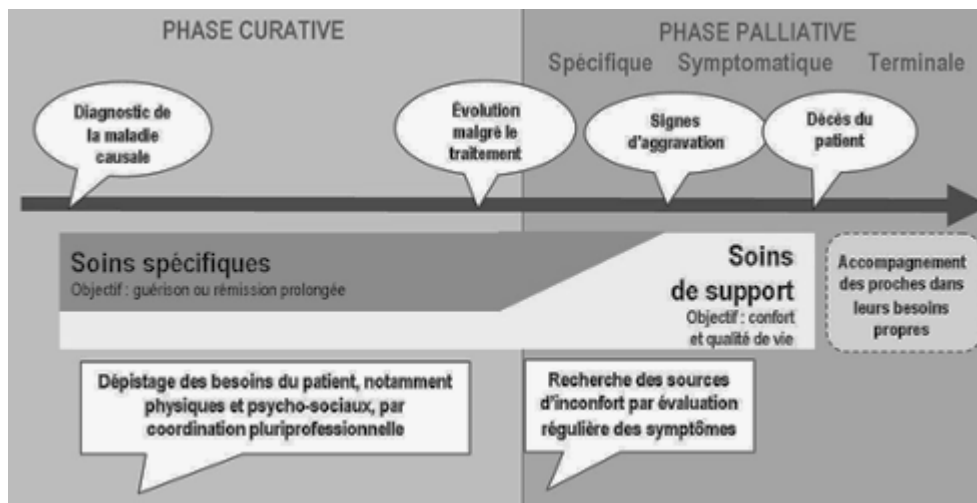 PHASE CURATIVE
PHASE PALLIATIVE
Spécifique Symptomatique Terminale
Diagnostic de
la maladie
causale
Évolution
malgré le
traitement
Signes
d'aggravation
Décès du
patient
Soins spécifiques
Objectif : guérison ou rémission prolongée
Soins
de support
Objectif : confort
et qualité de vie
Accompagnement
des proches dans
leurs besoins
propres
Dépistage des besoins du patient, notamment
physiques et psycho-sociaux, par
coordination pluriprofessionnelle
Recherche des sources
d'inconfort par évaluation
régulière des symptômes